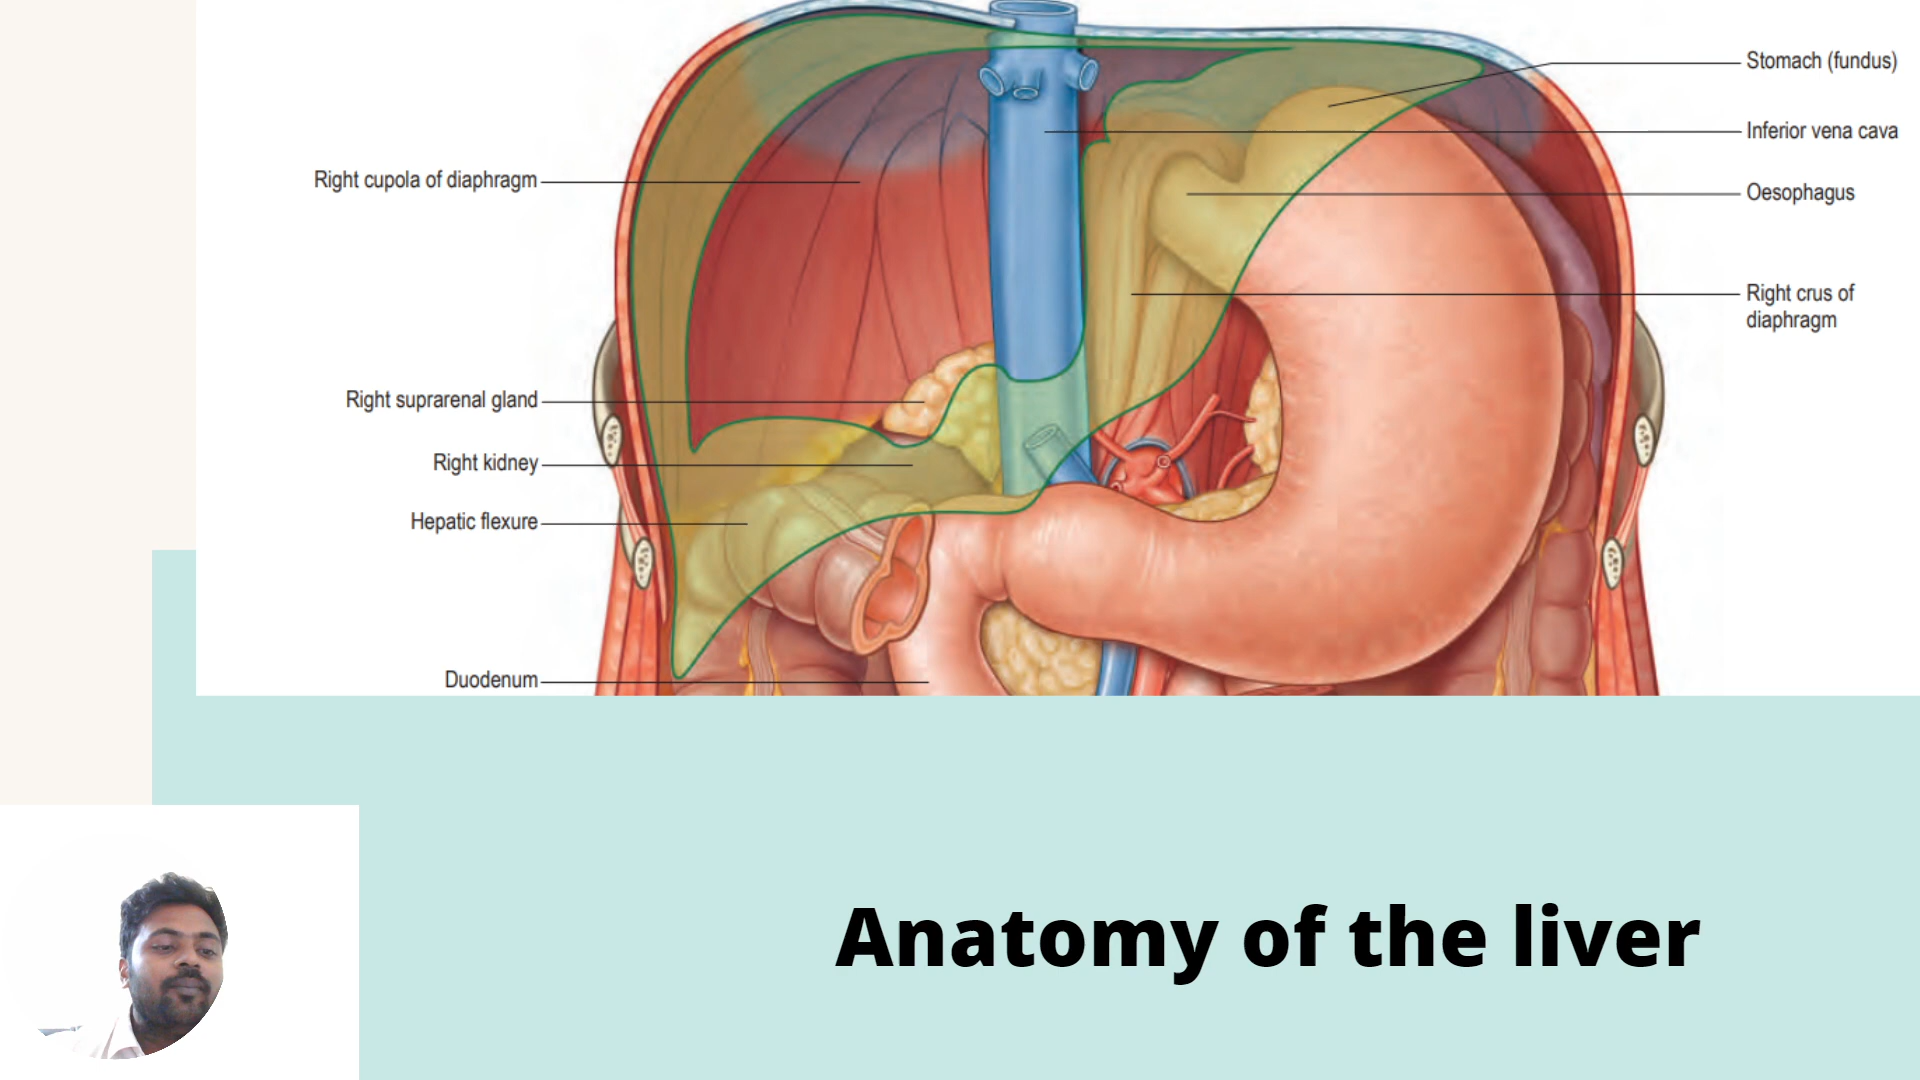 Stomach (fundus)
Inferior vena cava
Right cupola of diaphragm
Oesophagus
Right crus of
diaphragm
Right suprarenal gland
Right kidney
Hepatic flexure
Duodenum
Anatomy of the liver